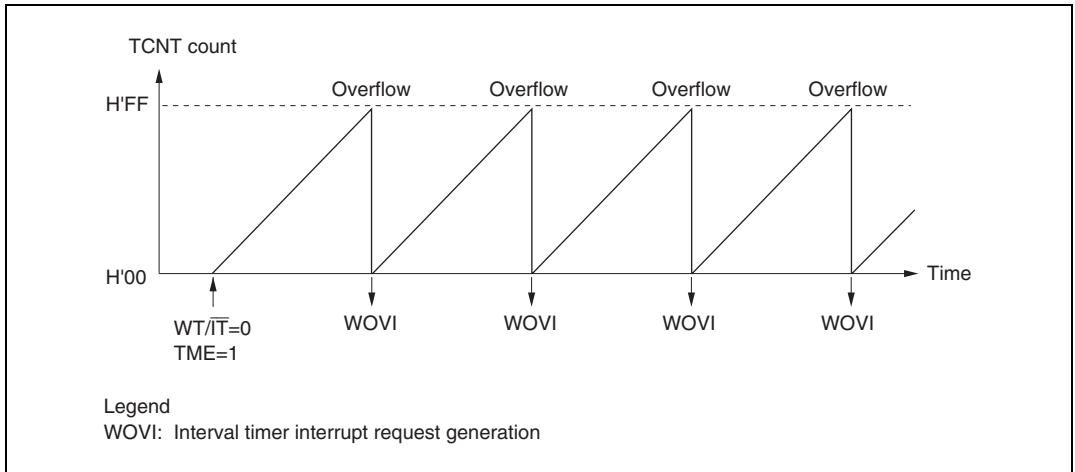 TCNT count
Overflow Overflow Overflow Overflow
H'FF
H'00
Time
WT/I̅T̅=0
TME=1
WOVI WOVI WOVI WOVI
Legend
WOVI: Interval timer interrupt request generation